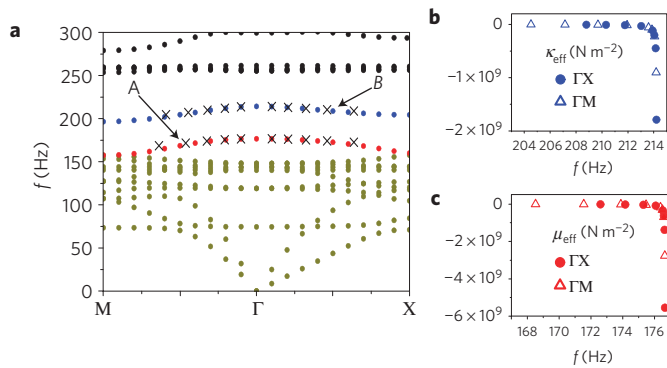 a
300
250
200
150
100
50
0
f (Hz)
A
B
M
Γ
X
b
0
−1 × 10⁹
−2 × 10⁹
κeff (N m−2)
ΓX
ΓM
204 206 208 210 212 214
f (Hz)
c
0
−2 × 10⁹
−4 × 10⁹
−6 × 10⁹
μeff (N m−2)
ΓX
ΓM
168 170 172 174 176
f (Hz)